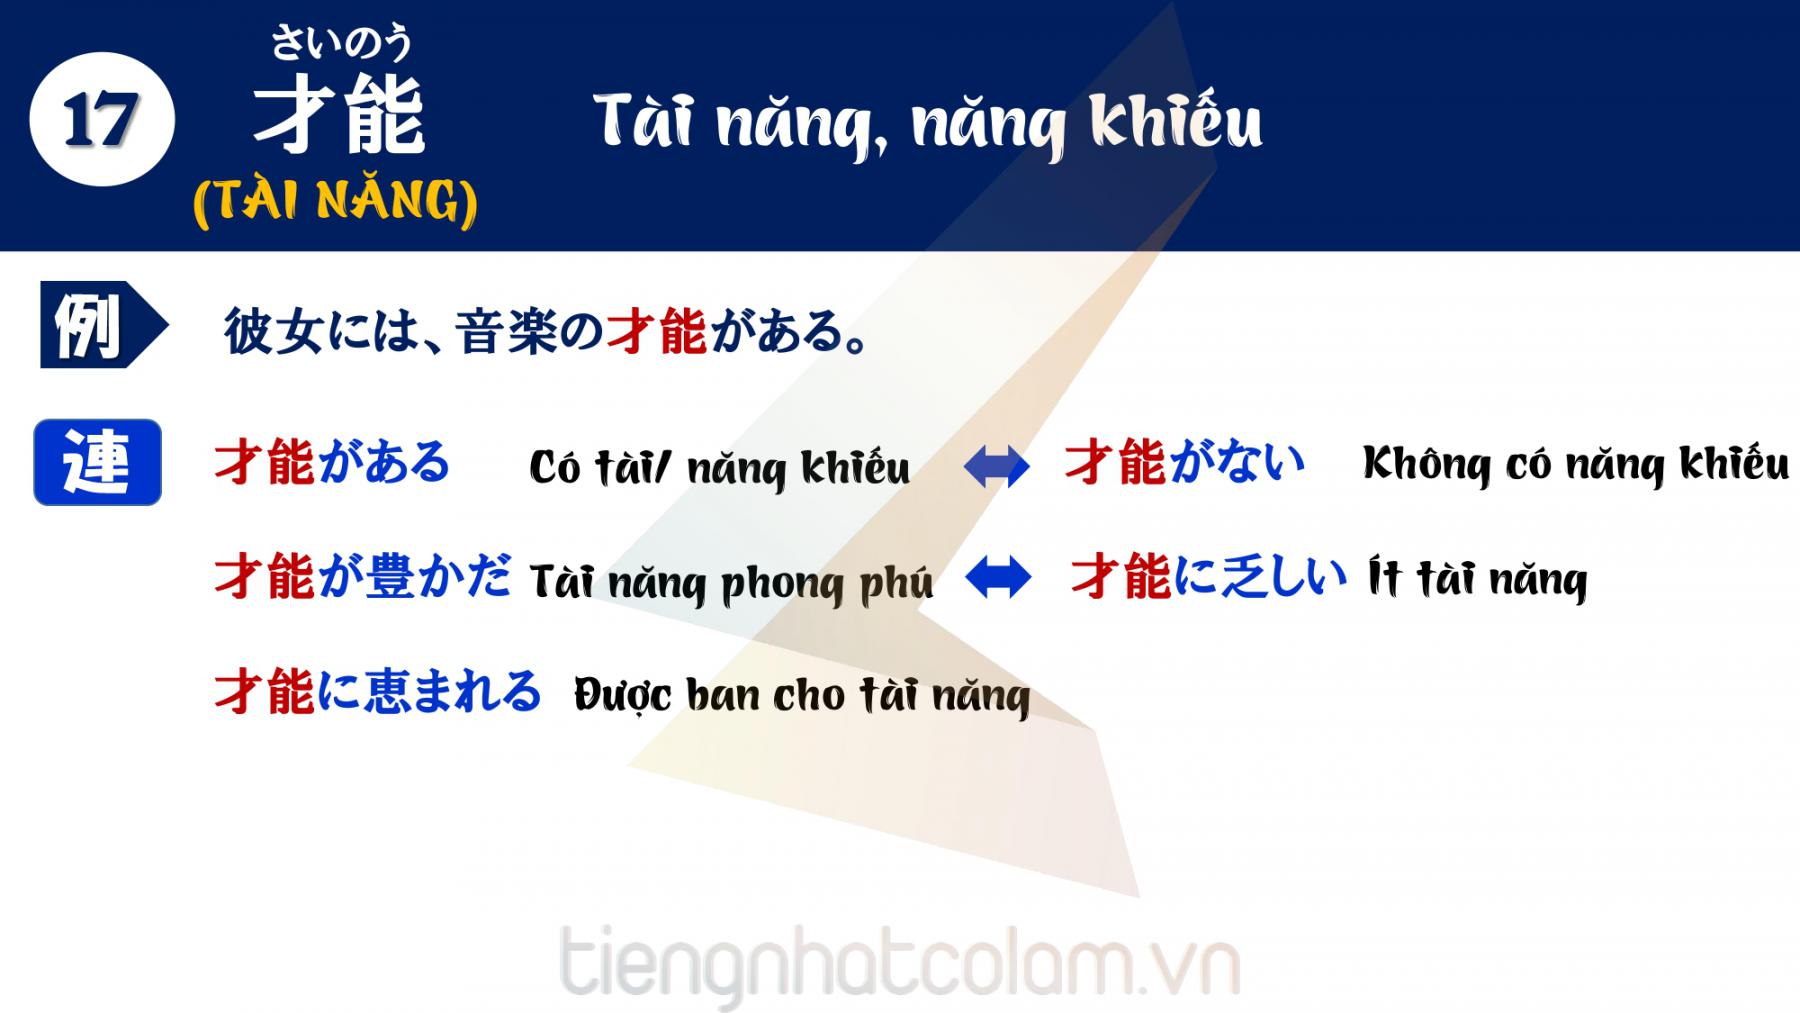 さいのう
17 才能 Tài năng, năng khiếu
(TÀI NĂNG)
例 彼女には、音楽の才能がある。
連 才能がある Có tài/ năng khiếu ⬌ 才能がない Không có năng khiếu
才能が豊かだ Tài năng phong phú ⬌ 才能に乏しい Ít tài năng
才能に恵まれる Được ban cho tài năng
tiengnhatcolam.vn